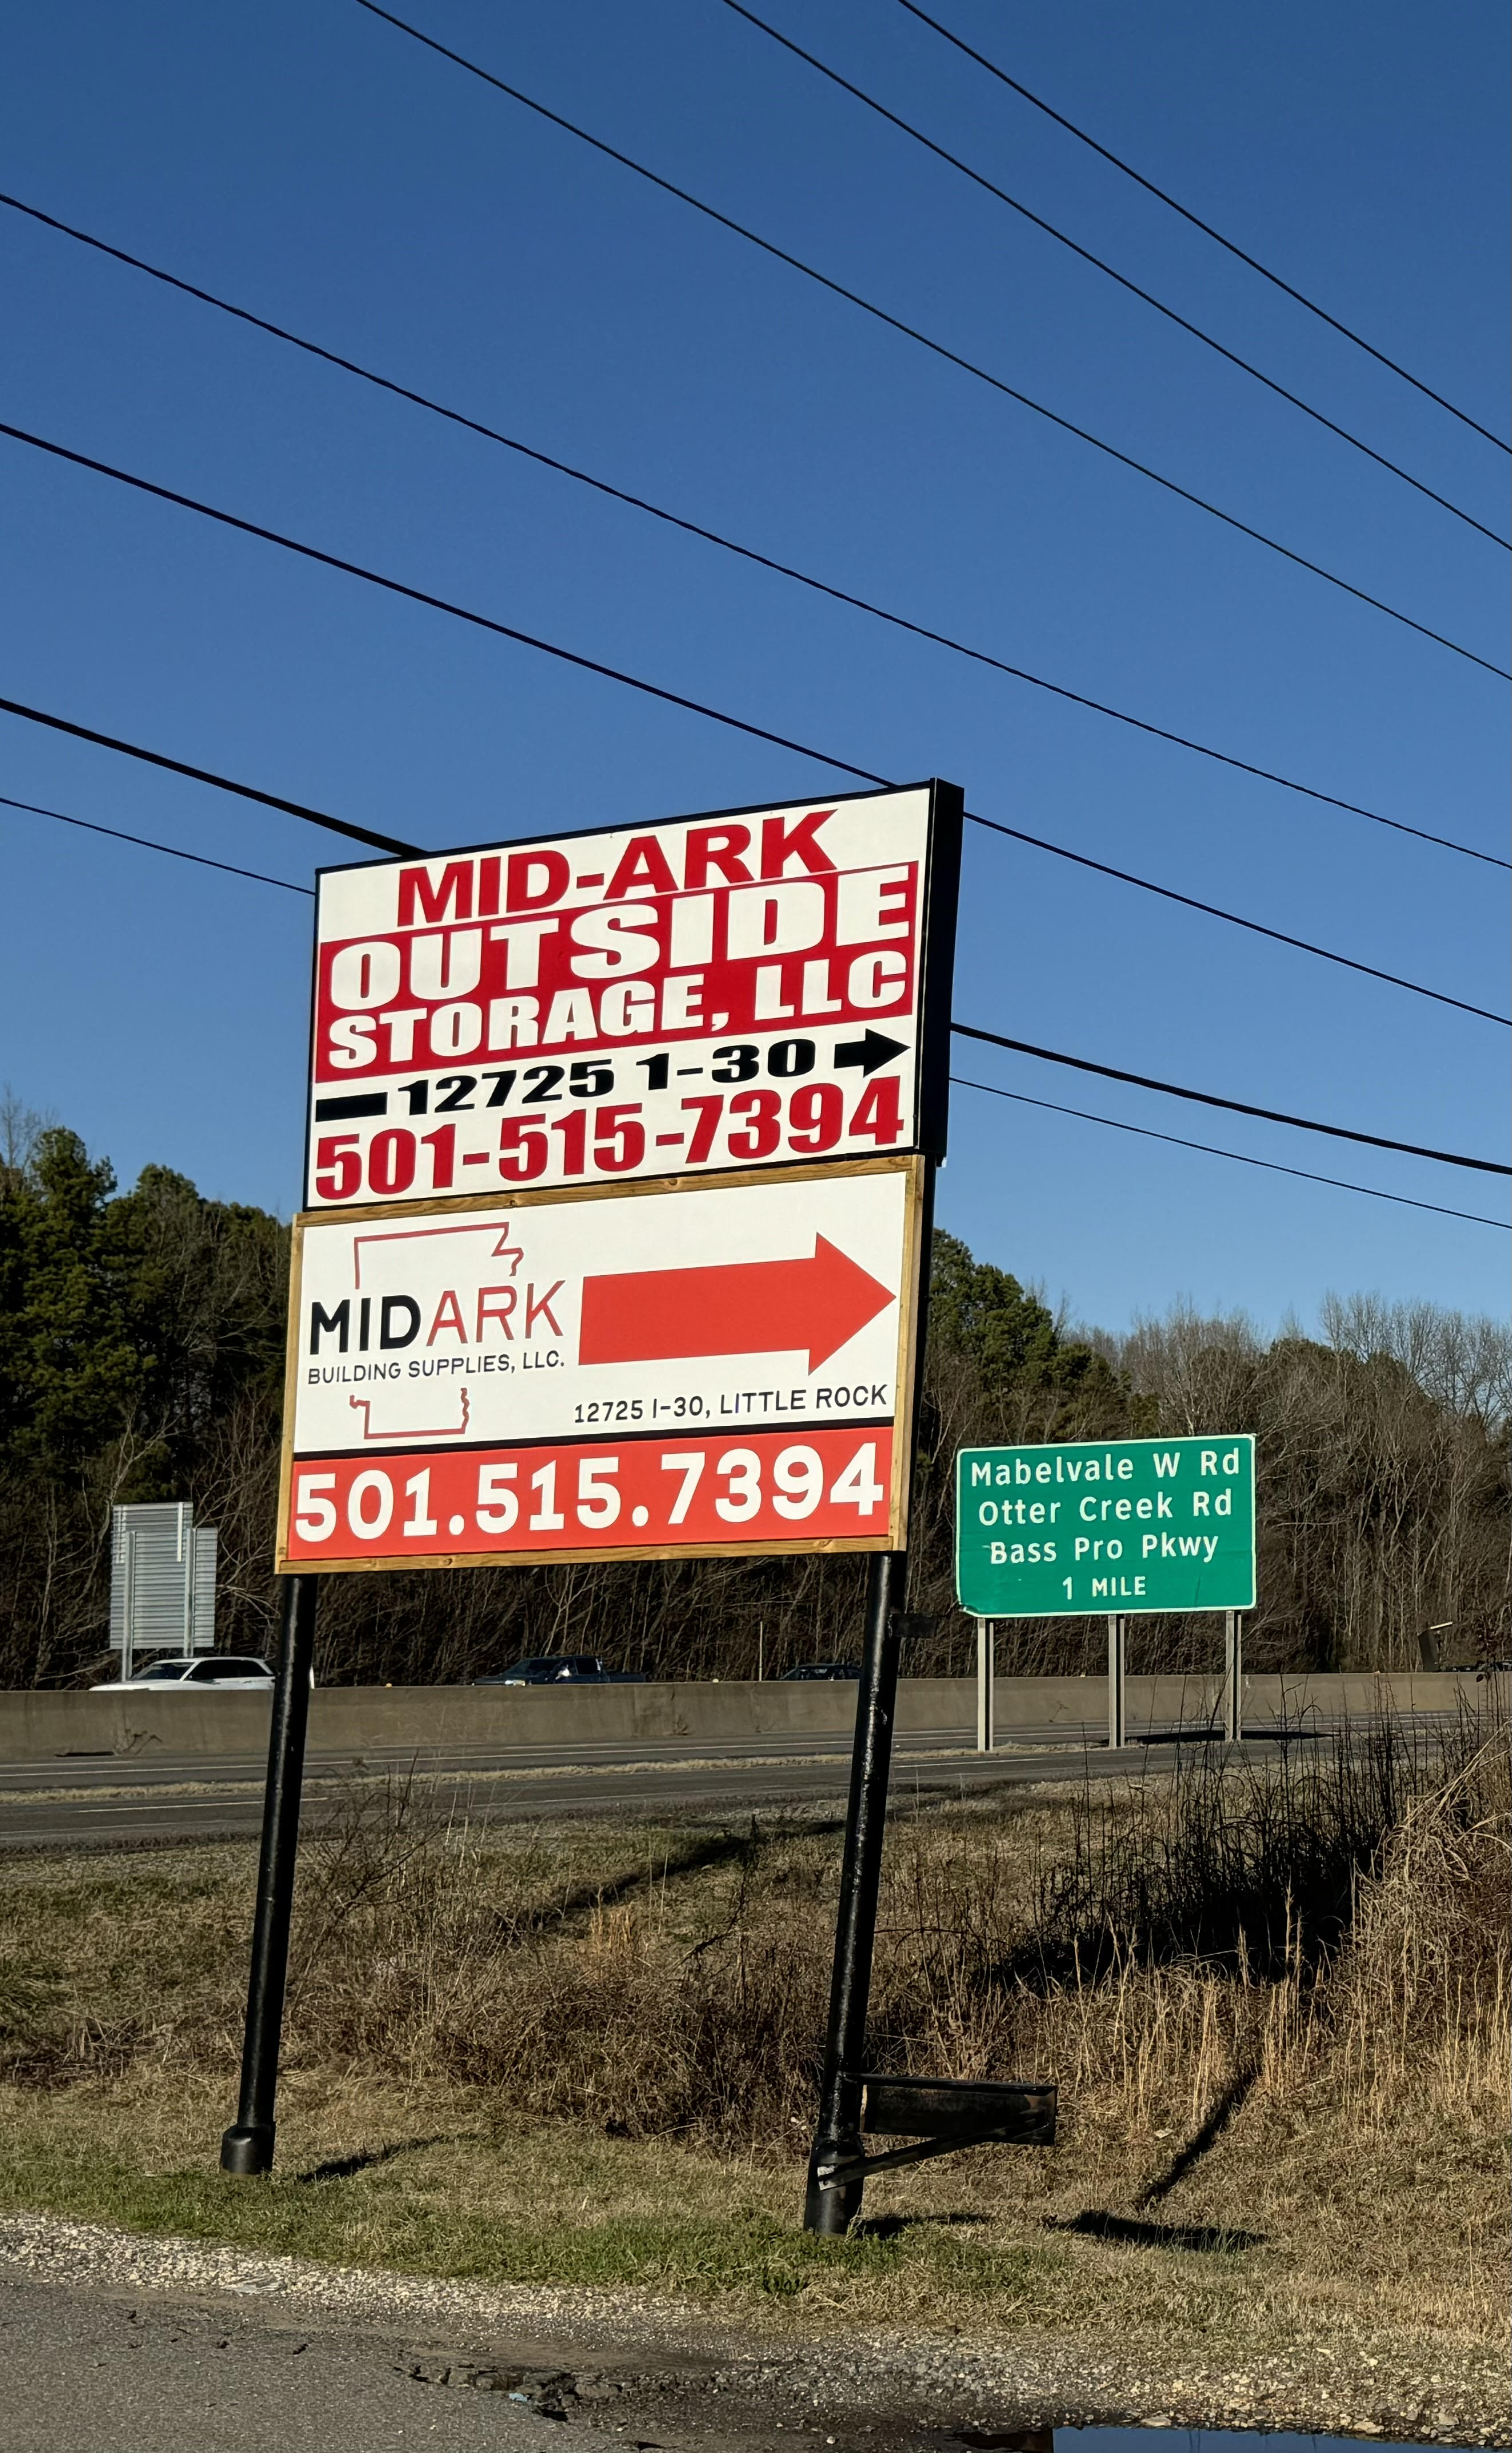 MID-ARK
OUTSIDE
STORAGE, LLC
12725 1-30
501-515-7394
MIDARK
BUILDING SUPPLIES, LLC.
12725 I-30, LITTLE ROCK
501.515.7394
Mabelvale W Rd
Otter Creek Rd
Bass Pro Pkwy
1 MILE